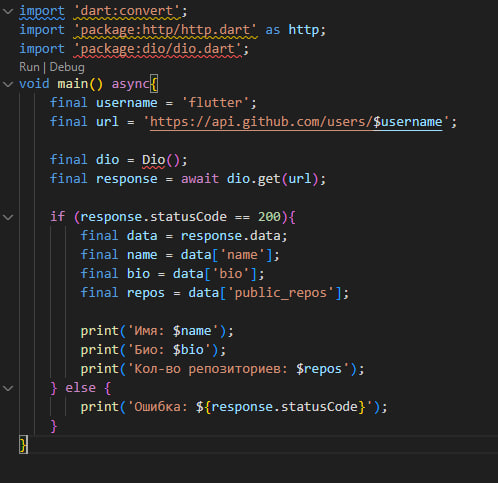 import 'dart:convert';
import 'package:http/http.dart' as http;
import 'package:dio/dio.dart';
Run | Debug
void main() async{
    final username = 'flutter';
    final url = 'https://api.github.com/users/$username';

    final dio = Dio();
    final response = await dio.get(url);

    if (response.statusCode == 200){
        final data = response.data;
        final name = data['name'];
        final bio = data['bio'];
        final repos = data['public_repos'];

        print('Имя: $name');
        print('Био: $bio');
        print('Кол-во репозиториев: $repos');
    } else {
        print('Ошибка: ${response.statusCode}');
    }
}